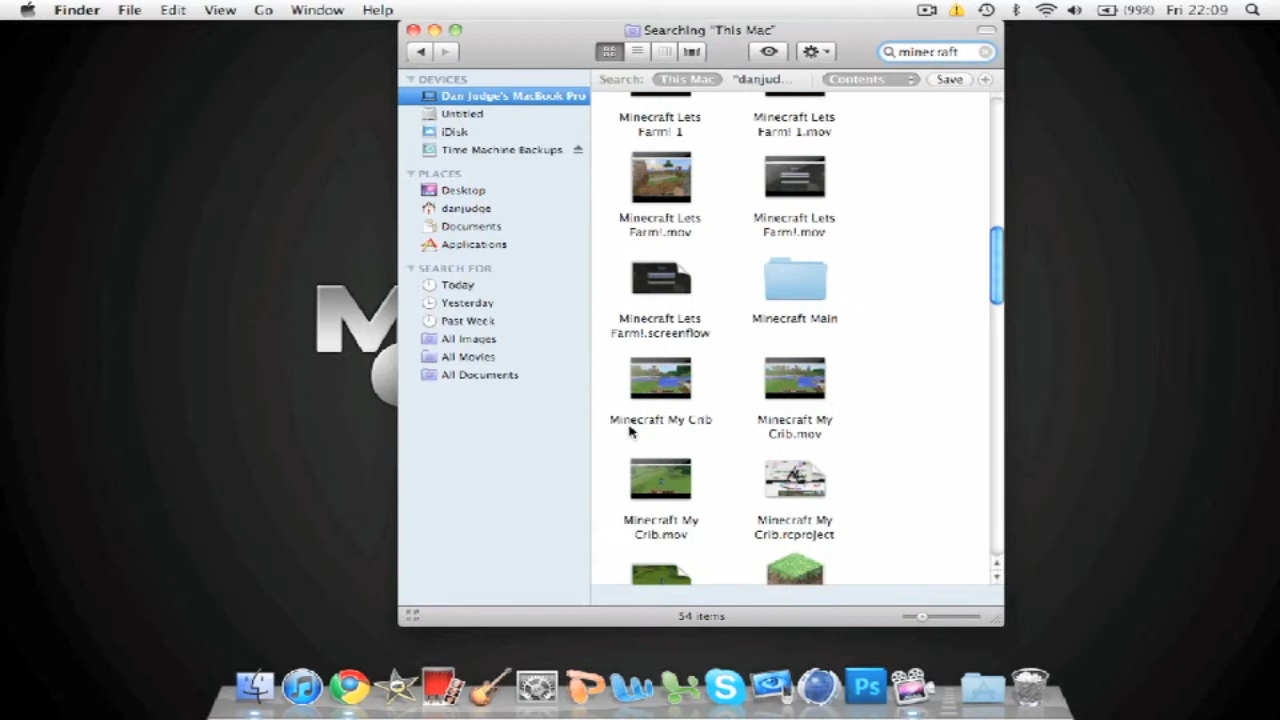 Finder File Edit View Go Window Help (99%) Fri 22:09
Searching "This Mac"
minecraft
Search: This Mac "danjud... Contents Save
DEVICES
Dan Judge's MacBook Pro
Untitled
iDisk
Time Machine Backups
PLACES
Desktop
danjudge
Documents
Applications
SEARCH FOR
Today
Yesterday
Past Week
All Images
All Movies
All Documents
Minecraft Lets
Farm! 1
Minecraft Lets
Farm! 1.mov
Minecraft Lets
Farm!.mov
Minecraft Lets
Farm!.mov
Minecraft Lets
Farm!.screenflow
Minecraft Main
Minecraft My Crib
Minecraft My
Crib.mov
Minecraft My
Crib.mov
Minecraft My
Crib.rcproject
54 items
M
Ps